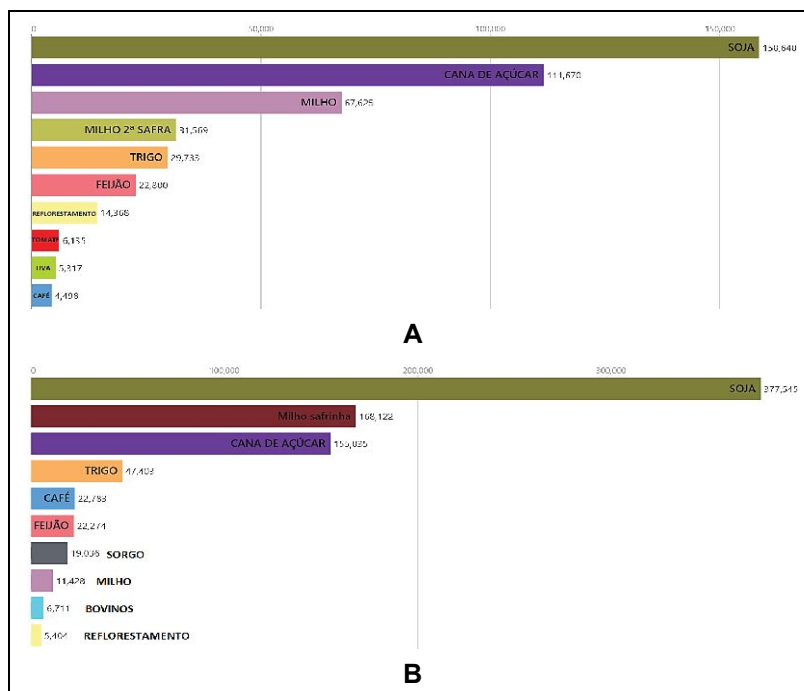 0 50,000 100,000 150,000
SOJA 158,640
CANA DE AÇÚCAR 111,670
MILHO 67,625
MILHO 2ª SAFRA 31,569
TRIGO
FEIJÃO 22,800
REFLORESTAMENTO 14,368
TOMATE 6,135
UVA 5,317
CAFÉ 4,498
A
0 100,000 200,000 300,000
SOJA 377,545
Milho safrinha 168,122
CANA DE AÇÚCAR 155,035
TRIGO 47,403
CAFÉ 22,783
FEIJÃO 22,274
19,036 SORGO
11,428 MILHO
6,711 BOVINOS
5,404 REFLORESTAMENTO
B